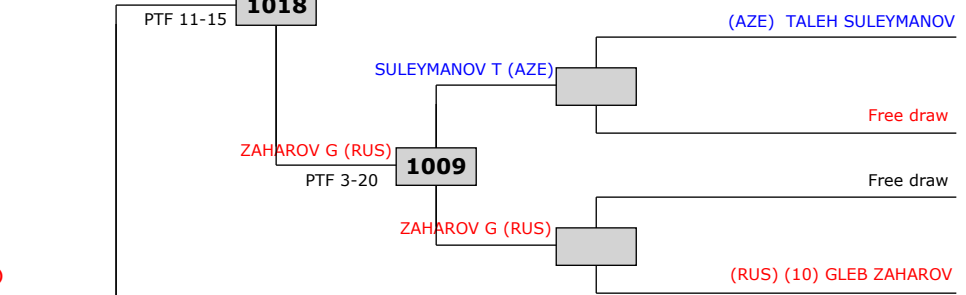 1018
PTF 11-15
(AZE) TALEH SULEYMANOV
SULEYMANOV T (AZE)
Free draw
ZAHAROV G (RUS)
1009
PTF 3-20
Free draw
ZAHAROV G (RUS)
(RUS) (10) GLEB ZAHAROV
)